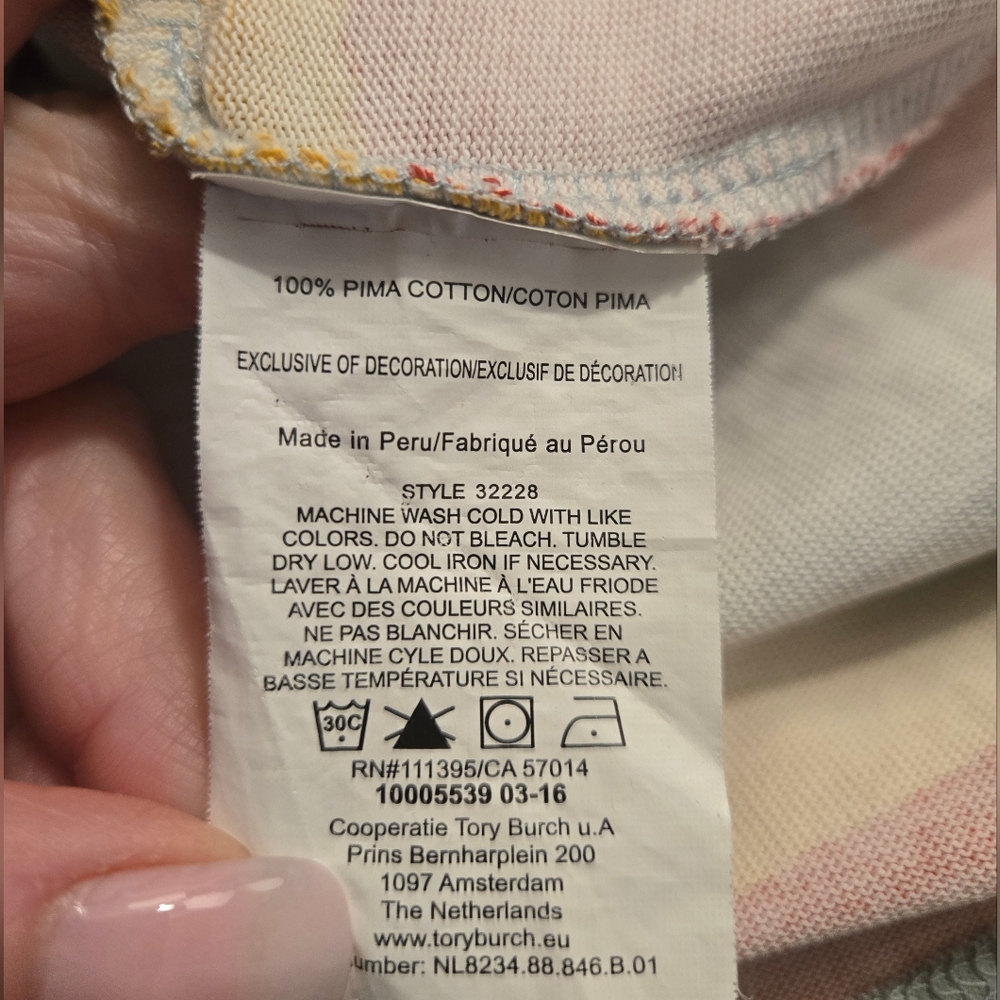 100% PIMA COTTON/COTON PIMA
EXCLUSIVE OF DECORATION/EXCLUSIF DE DÉCORATION
Made in Peru/Fabriqué au Pérou
STYLE 32228
MACHINE WASH COLD WITH LIKE
COLORS. DO NOT BLEACH. TUMBLE
DRY LOW. COOL IRON IF NECESSARY.
LAVER À LA MACHINE À L'EAU FRIODE
AVEC DES COULEURS SIMILAIRES.
NE PAS BLANCHIR. SÉCHER EN
MACHINE CYLE DOUX. REPASSER A
BASSE TEMPÉRATURE SI NÉCESSAIRE.
30C
RN#111395/CA 57014
10005539 03-16
Cooperatie Tory Burch u.A
Prins Bernharplein 200
1097 Amsterdam
The Netherlands
www.toryburch.eu
NL8234.88.846.B.01